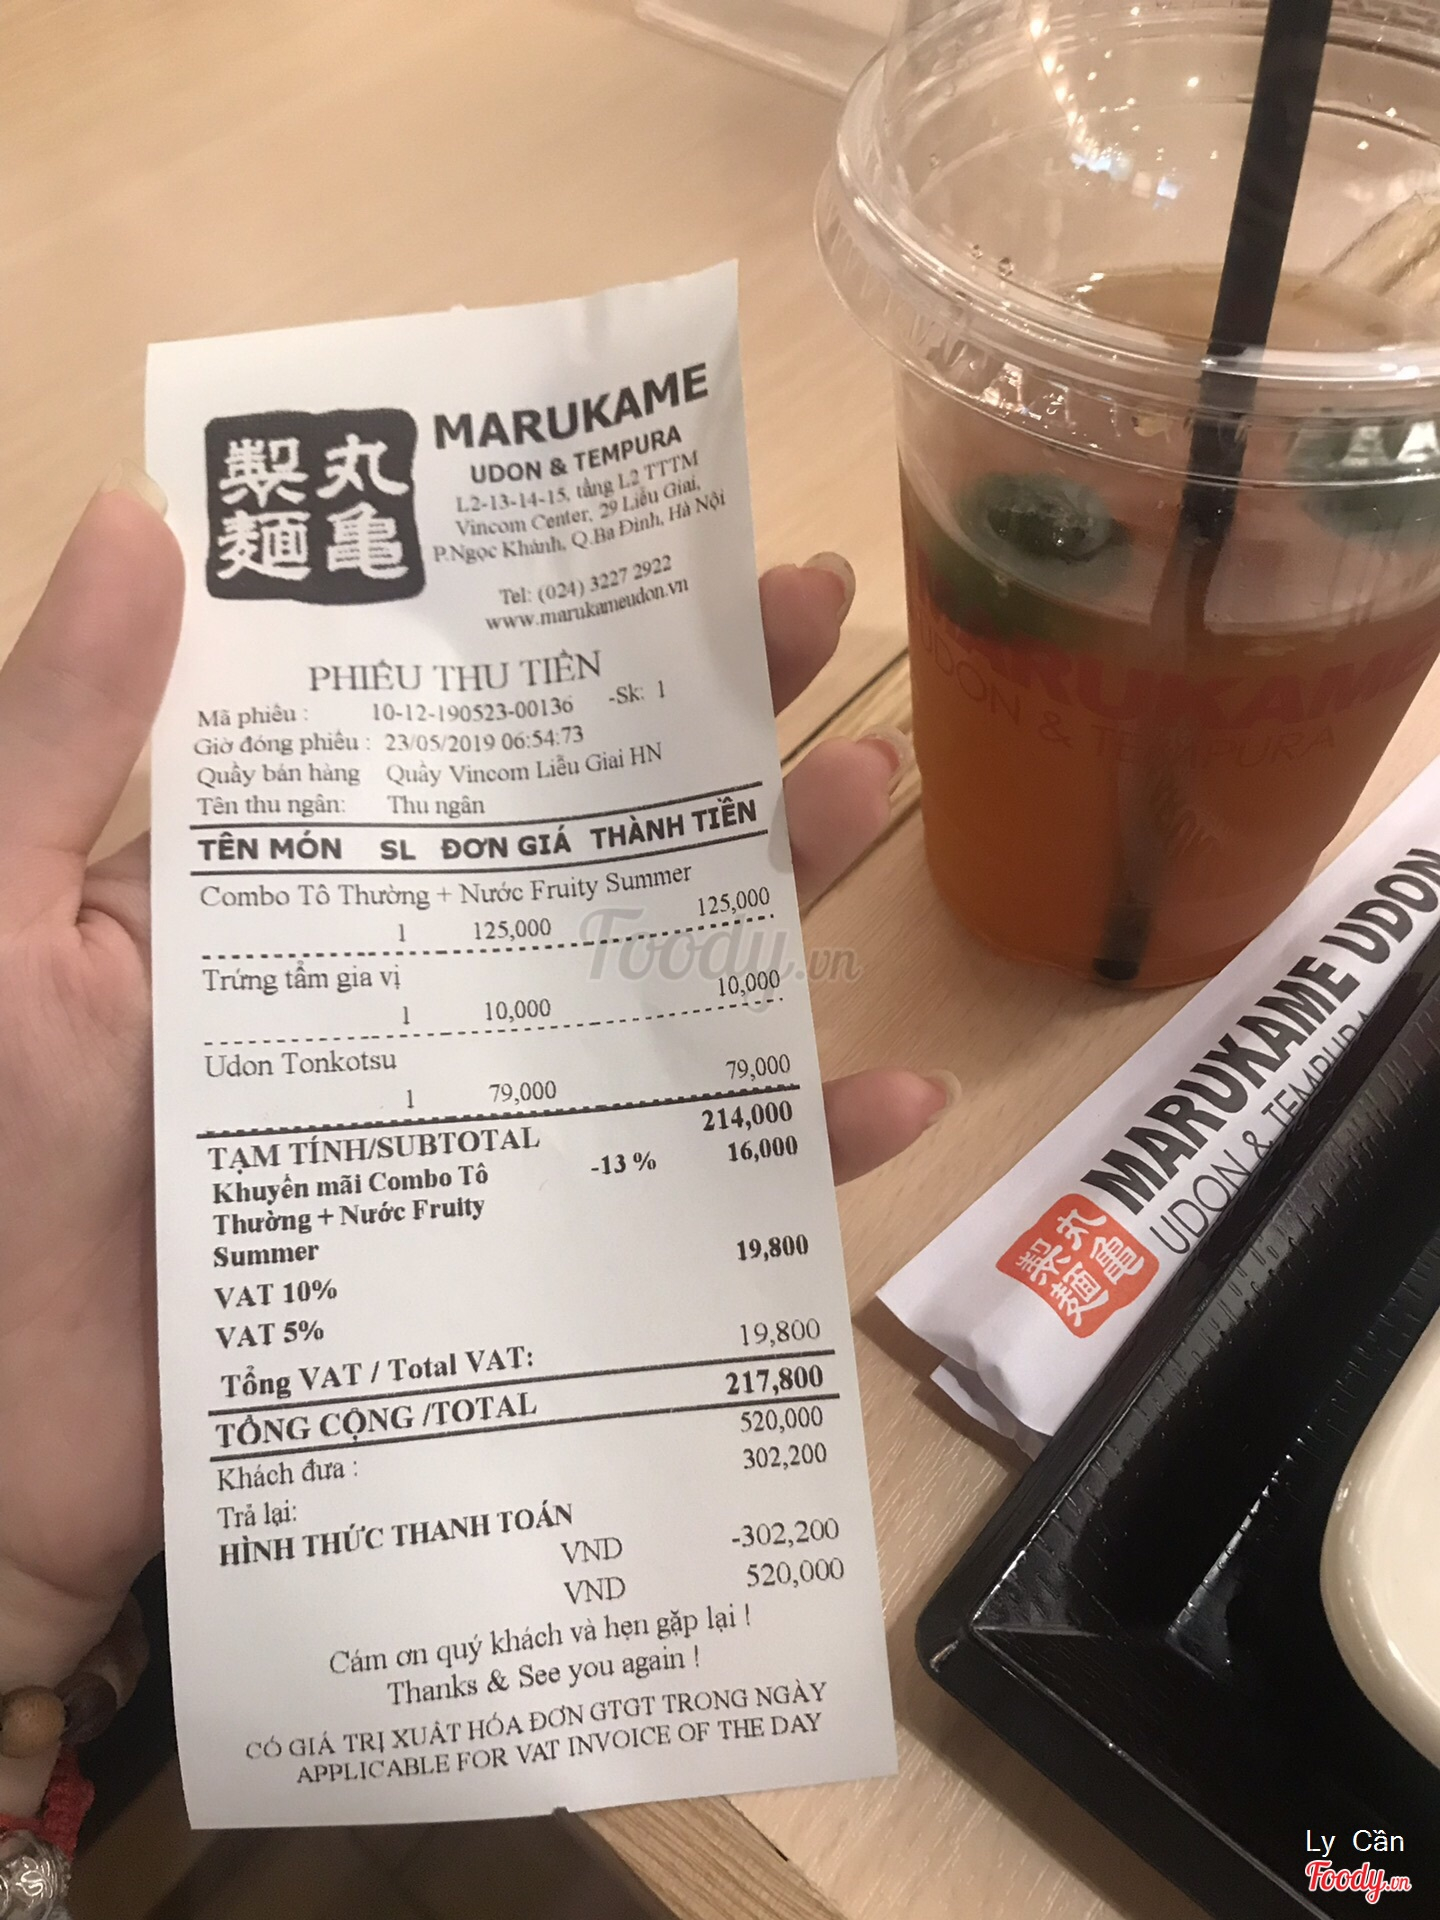 製 丸
麺 亀
MARUKAME
UDON & TEMPURA
L2-13-14-15, tầng L2 TTTM
Vincom Center, 29 Liễu Giai,
P.Ngọc Khánh, Q.Ba Đình, Hà Nội
Tel: (024) 3227 2922
www.marukameudon.vn
PHIẾU THU TIỀN
Mã phiếu : 10-12-190523-00136 -Sk: 1
Giờ đóng phiếu : 23/05/2019 06:54:73
Quầy bán hàng Quầy Vincom Liễu Giai HN
Tên thu ngân: Thu ngân
TÊN MÓN SL ĐƠN GIÁ THÀNH TIỀN
Combo Tô Thường + Nước Fruity Summer
1 125,000 125,000
Trứng tẩm gia vị
1 10,000 10,000
Udon Tonkotsu
1 79,000 79,000
TẠM TÍNH/SUBTOTAL 214,000
Khuyến mãi Combo Tô -13 % 16,000
Thường + Nước Fruity
Summer
VAT 10% 19,800
VAT 5%
Tổng VAT / Total VAT: 19,800
TỔNG CỘNG /TOTAL 217,800
Khách đưa : 520,000
Trả lại: 302,200
HÌNH THỨC THANH TOÁN
VND -302,200
VND 520,000
Cám ơn quý khách và hẹn gặp lại !
Thanks & See you again !
CÓ GIÁ TRỊ XUẤT HÓA ĐƠN GTGT TRONG NGÀY
APPLICABLE FOR VAT INVOICE OF THE DAY
Foody.vn
MARUKAME
UDON & TEMPURA
製 丸
麺 亀
MARUKAME UDON
UDON & TEMPURA
Ly Cần
Foody.vn